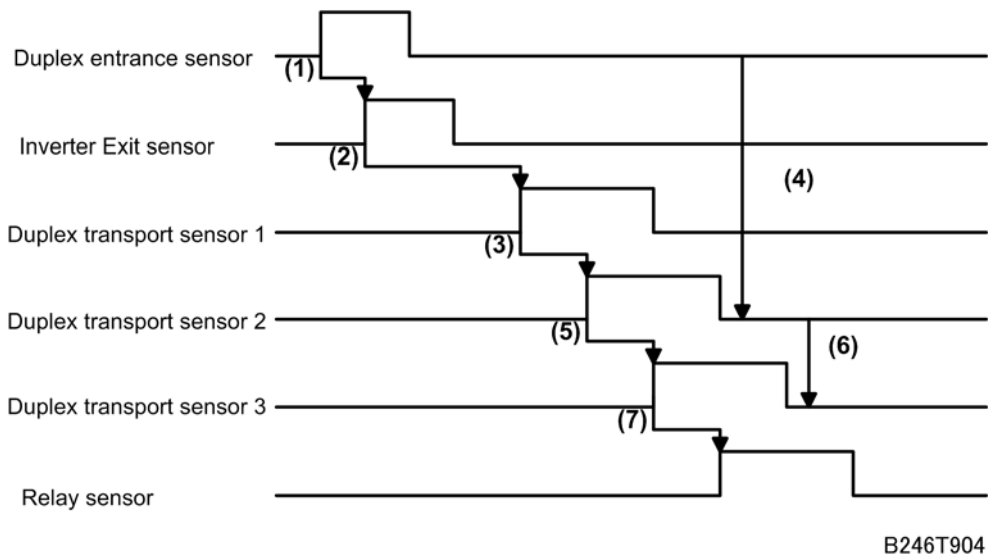 Duplex entrance sensor
(1)
Inverter Exit sensor
(2)
(4)
Duplex transport sensor 1
(3)
Duplex transport sensor 2
(5)
(6)
Duplex transport sensor 3
(7)
Relay sensor
B246T904